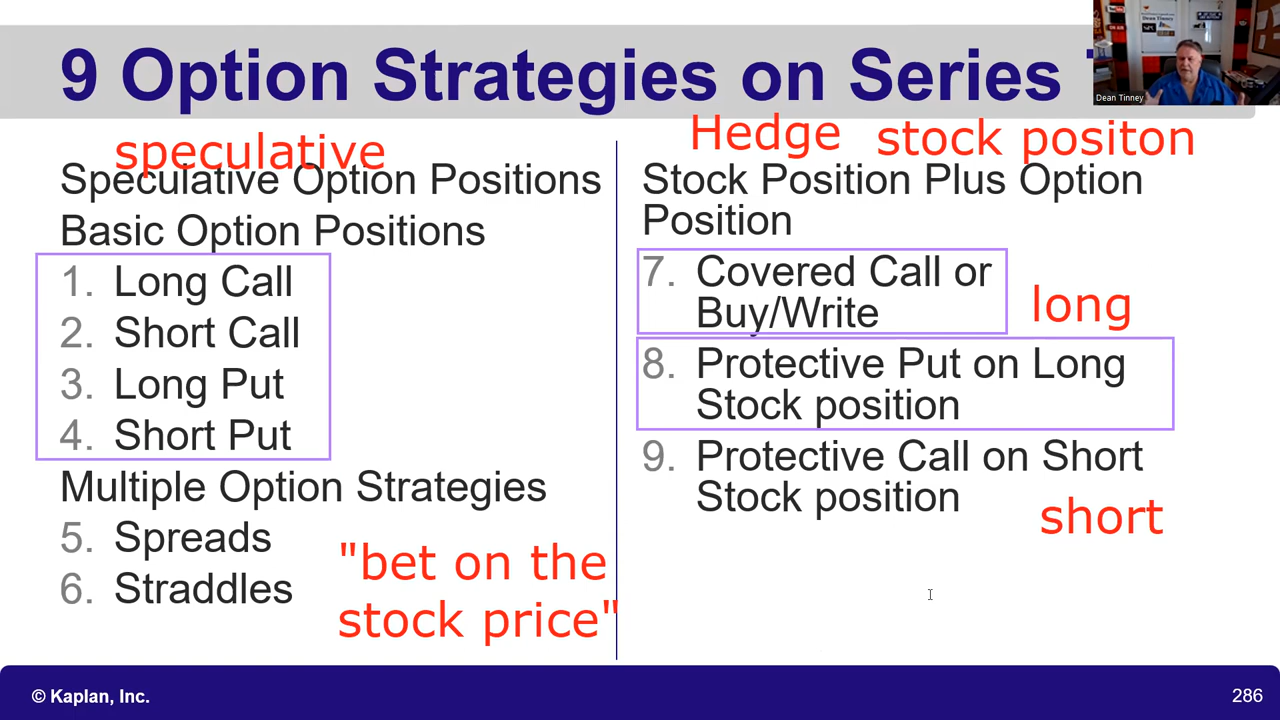 9 Option Strategies on Series
Dean Tinney
speculative
Speculative Option Positions
Basic Option Positions
1. Long Call
2. Short Call
3. Long Put
4. Short Put
Multiple Option Strategies
5. Spreads
6. Straddles
"bet on the
stock price"
Hedge stock positon
Stock Position Plus Option
Position
7. Covered Call or
Buy/Write
long
8. Protective Put on Long
Stock position
9. Protective Call on Short
Stock position
short
© Kaplan, Inc.
286